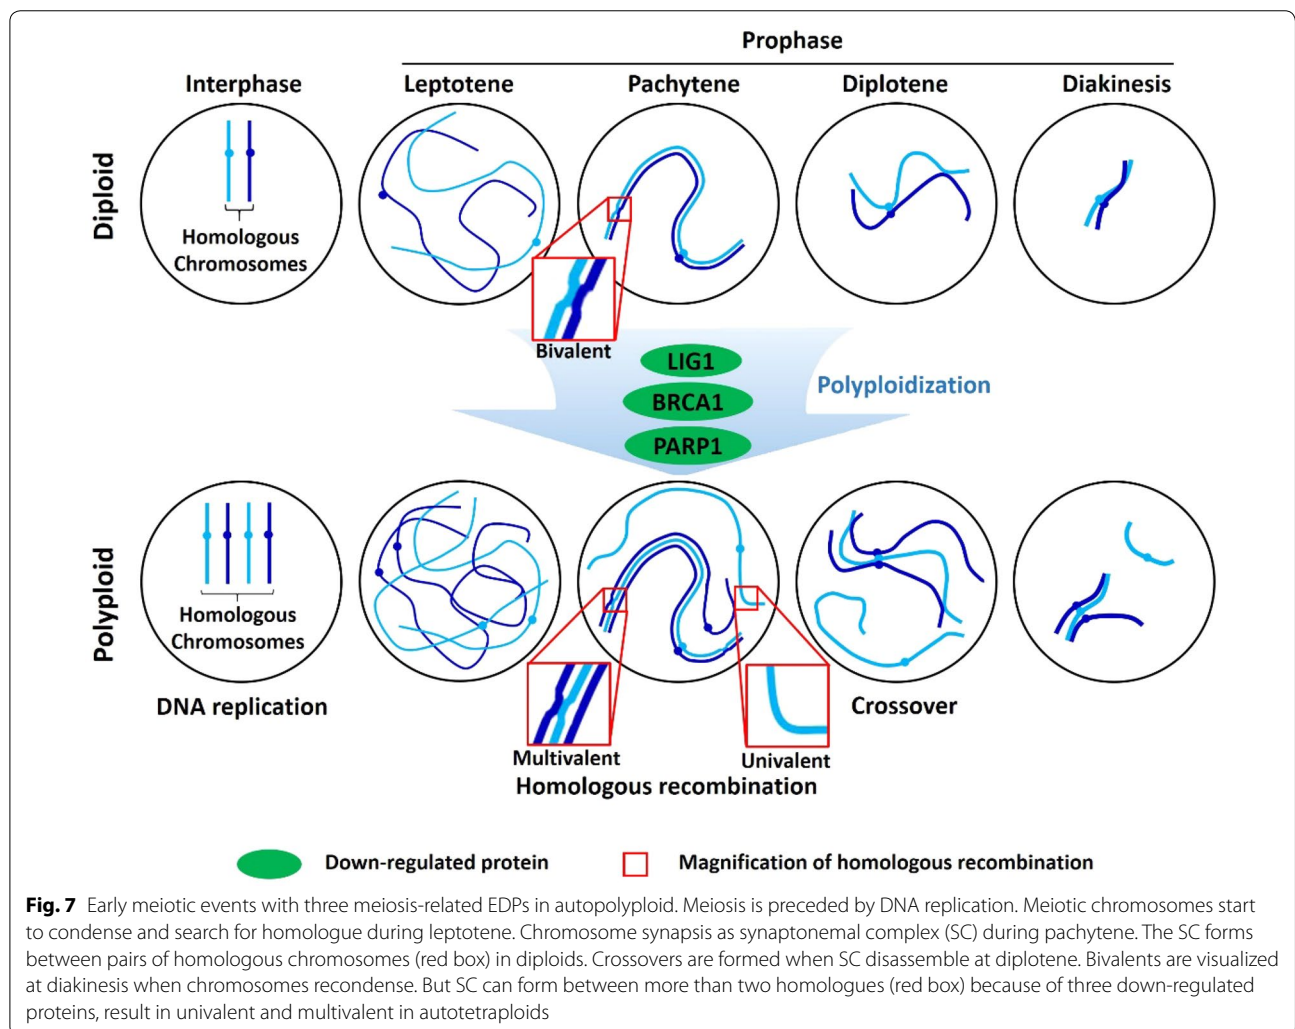 Prophase
Interphase
Leptotene
Pachytene
Diplotene
Diakinesis
Diploid
Homologous
Chromosomes
Bivalent
LIG1
BRCA1
PARP1
Polyploidization
Polyploid
Homologous
Chromosomes
DNA replication
Multivalent
Univalent
Crossover
Homologous recombination
Down-regulated protein
Magnification of homologous recombination
Fig. 7 Early meiotic events with three meiosis-related EDPs in autopolyploid. Meiosis is preceded by DNA replication. Meiotic chromosomes start
to condense and search for homologue during leptotene. Chromosome synapsis as synaptonemal complex (SC) during pachytene. The SC forms
between pairs of homologous chromosomes (red box) in diploids. Crossovers are formed when SC disassemble at diplotene. Bivalents are visualized
at diakinesis when chromosomes recondense. But SC can form between more than two homologues (red box) because of three down-regulated
proteins, result in univalent and multivalent in autotetraploids